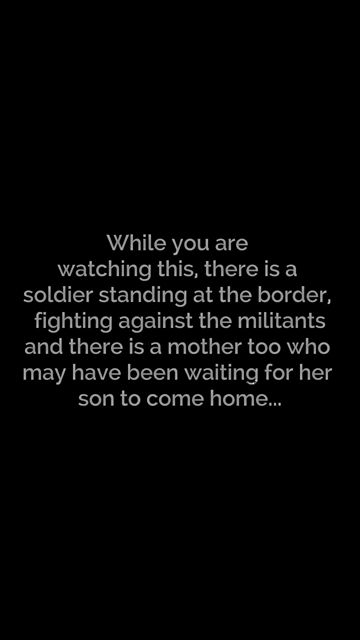 While you are
watching this, there is a
soldier standing at the border,
fighting against the militants
and there is a mother too who
may have been waiting for her
son to come home...